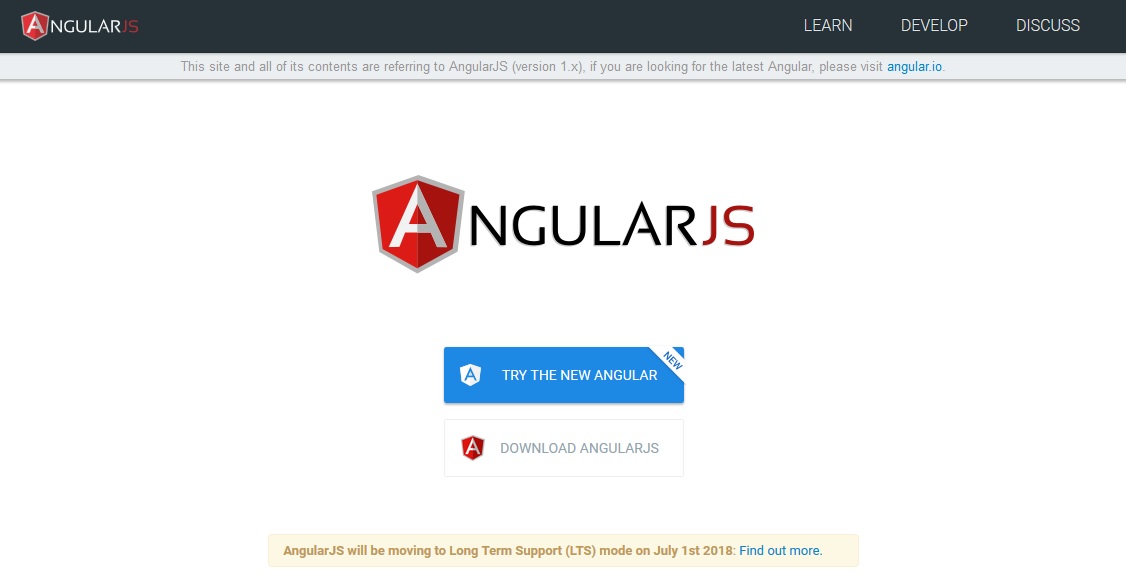 ANGULARJS
LEARN DEVELOP DISCUSS
This site and all of its contents are referring to AngularJS (version 1.x), if you are looking for the latest Angular, please visit angular.io.
ANGULARJS
NEW
A TRY THE NEW ANGULAR
A DOWNLOAD ANGULARJS
AngularJS will be moving to Long Term Support (LTS) mode on July 1st 2018: Find out more.